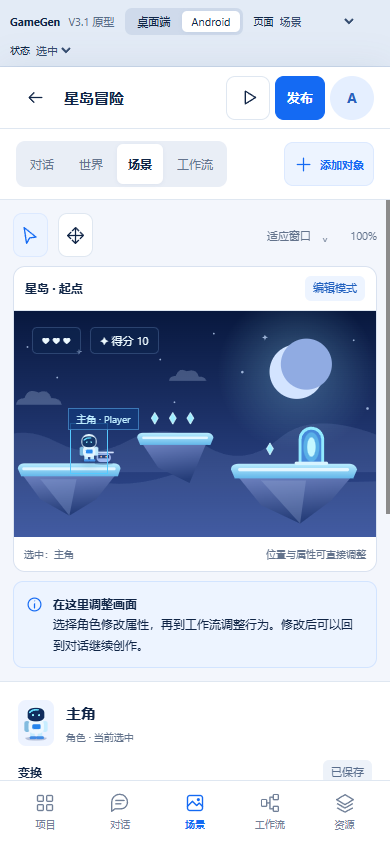 GameGen V3.1 原型 桌面端 Android 页面 场景
状态 选中
星岛冒险 发布 A
对话 世界 场景 工作流 添加对象
适应窗口 100%
星岛 · 起点 编辑模式
得分 10
主角 · Player
选中：主角 位置与属性可直接调整
在这里调整画面
选择角色修改属性，再到工作流调整行为。修改后可以回
到对话继续创作。
主角
角色 · 当前选中
变换 已保存
项目 对话 场景 工作流 资源